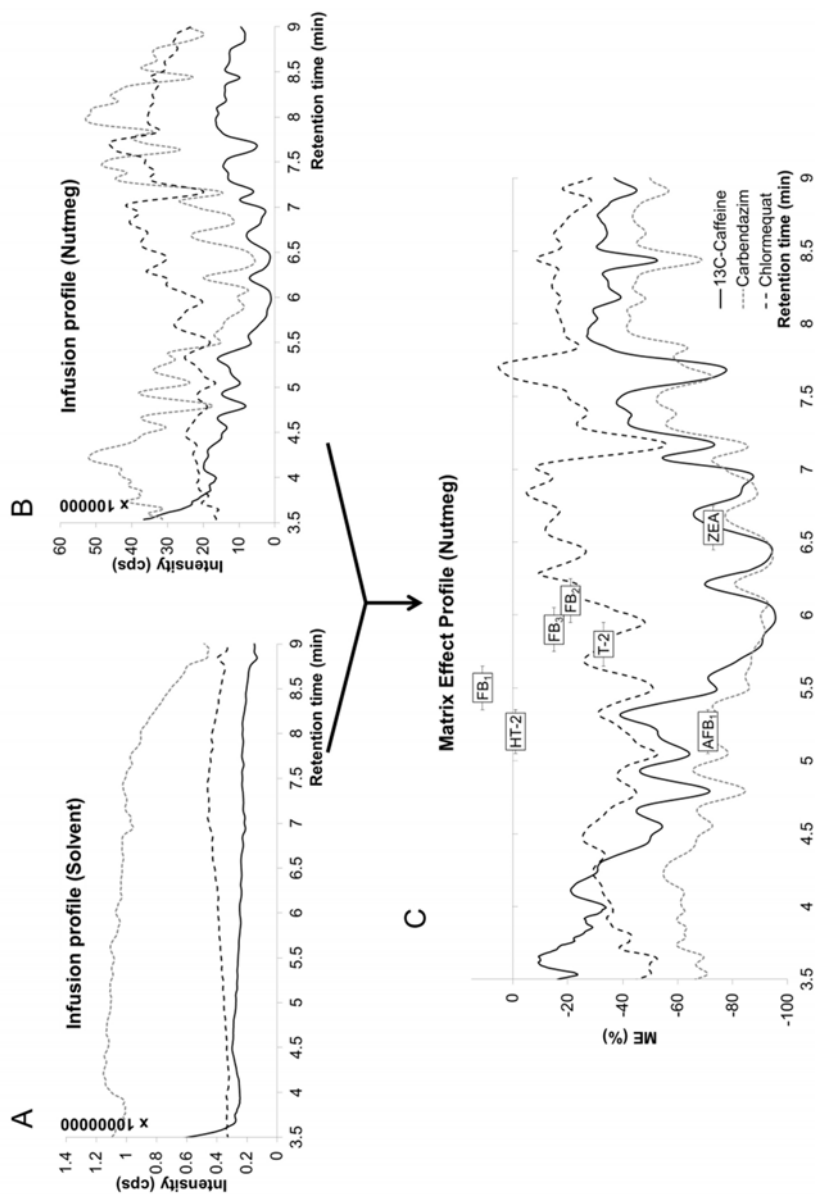 A
Infusion profile (Solvent)
x 10000000
Intensity (cps)
1.4
1.2
1
0.8
0.6
0.4
0.2
0
3.5 4 4.5 5 5.5 6 6.5 7 7.5 8 8.5 9
Retention time (min)
B
Infusion profile (Nutmeg)
x 100000
Intensity (cps)
60
50
40
30
20
10
0
3.5 4 4.5 5 5.5 6 6.5 7 7.5 8 8.5 9
Retention time (min)
C
Matrix Effect Profile (Nutmeg)
ME (%)
0
-20
-40
-60
-80
-100
FB₁
HT-2
FB₃
FB₂
T-2
AFB₁
ZEA
3.5 4 4.5 5 5.5 6 6.5 7 7.5 8 8.5 9
13C-Caffeine
Carbendazim
Chlormequat
Retention time (min)